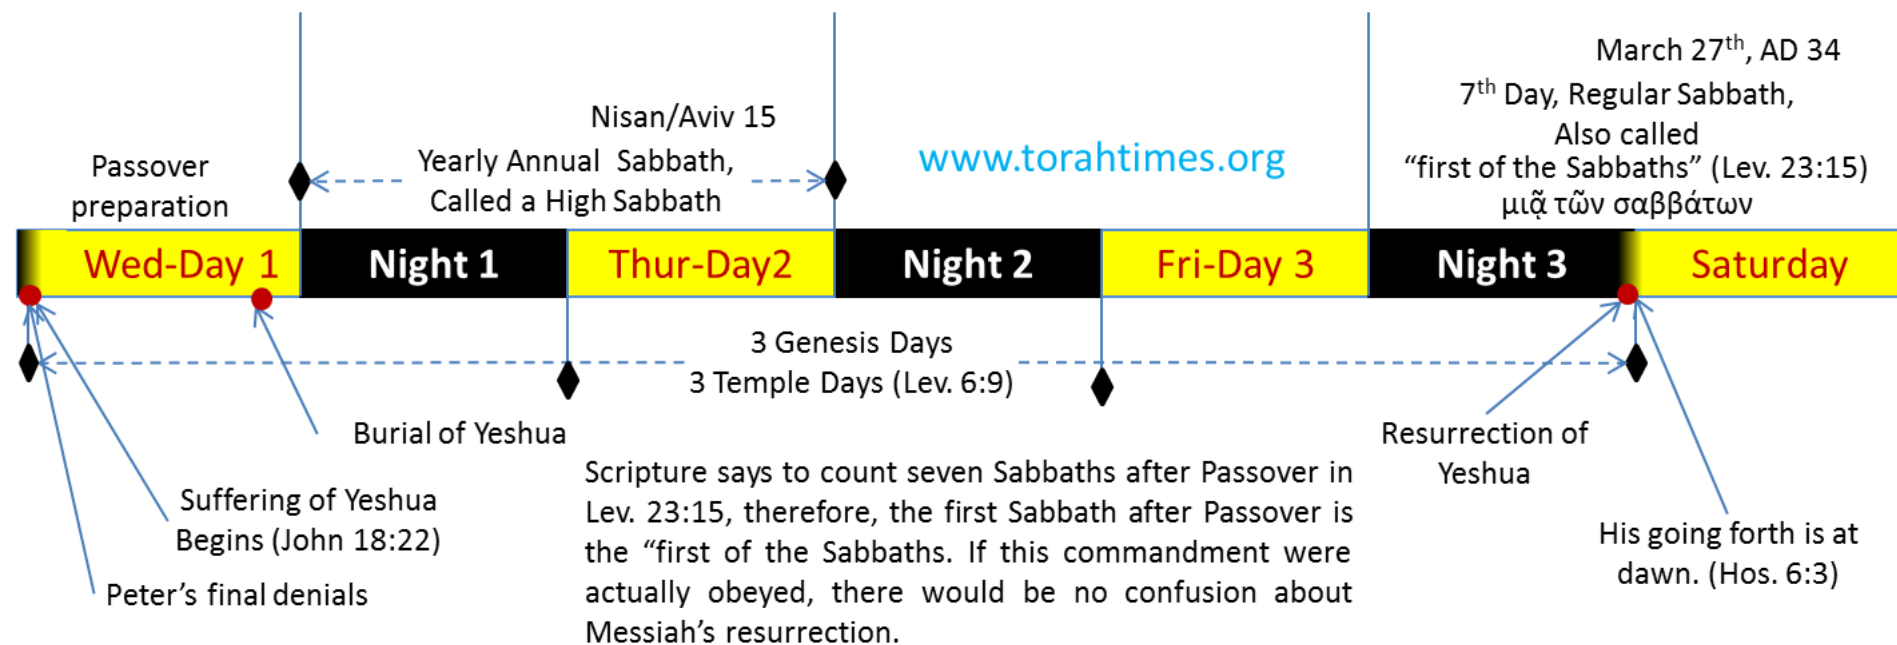 March 27th, AD 34
7th Day, Regular Sabbath,
Also called
“first of the Sabbaths” (Lev. 23:15)
μιᾷ τῶν σαββάτων
Nisan/Aviv 15
Yearly Annual Sabbath,
Called a High Sabbath
www.torahtimes.org
Passover
preparation
Wed-Day 1
Night 1
Thur-Day2
Night 2
Fri-Day 3
Night 3
Saturday
3 Genesis Days
3 Temple Days (Lev. 6:9)
Burial of Yeshua
Resurrection of
Yeshua
Suffering of Yeshua
Begins (John 18:22)
Peter’s final denials
Scripture says to count seven Sabbaths after Passover in
Lev. 23:15, therefore, the first Sabbath after Passover is
the “first of the Sabbaths. If this commandment were
actually obeyed, there would be no confusion about
Messiah’s resurrection.
His going forth is at
dawn. (Hos. 6:3)